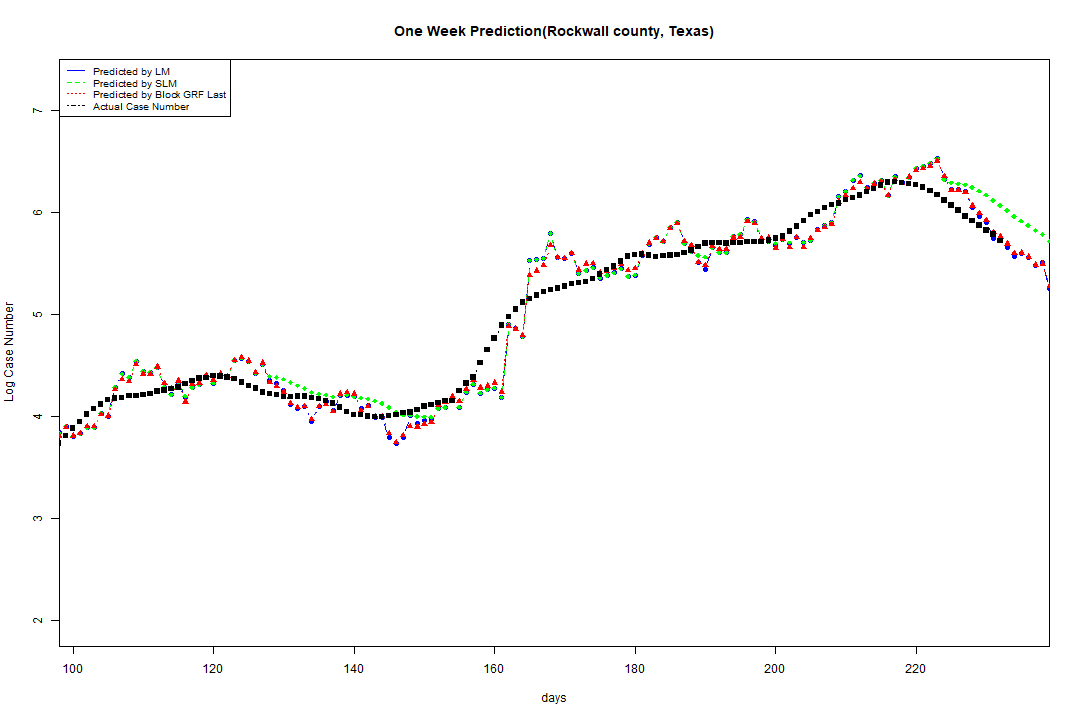 One Week Prediction(Rockwall county, Texas)
Predicted by LM
Predicted by SLM
Predicted by Block GRF Last
Actual Case Number
Log Case Number
7
6
5
4
3
2
100 120 140 160 180 200 220
days